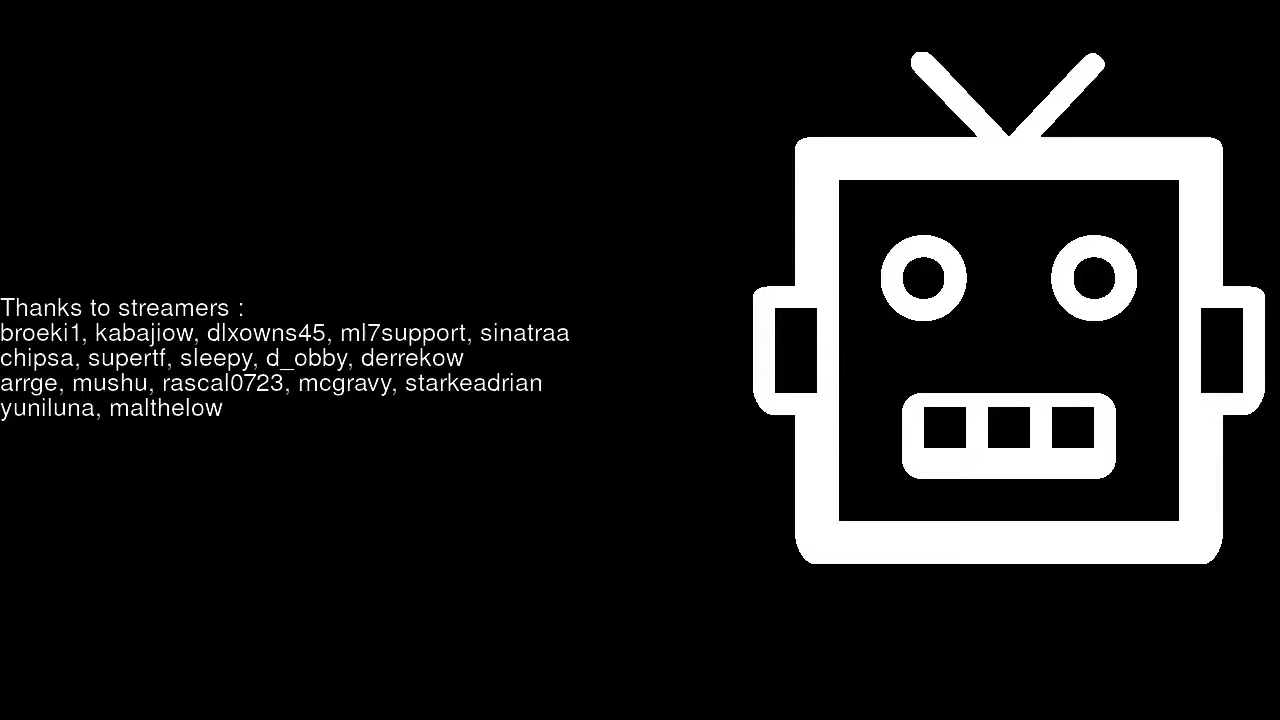 Thanks to streamers :
broeki1, kabajiow, dlxowns45, ml7support, sinatraa
chipsa, supertf, sleepy, d_obby, derrekow
arrge, mushu, rascal0723, mcgravy, starkeadrian
yuniluna, malthelow